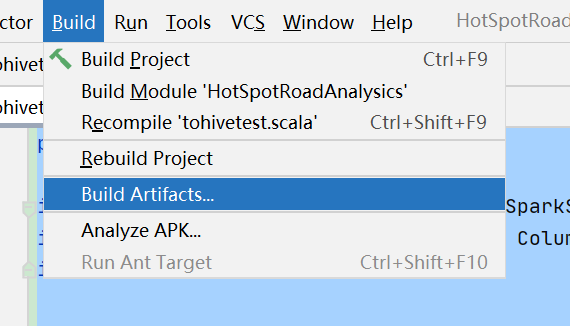 ctor Build Run Tools VCS Window Help HotSpotRoad
ohivet Build Project Ctrl+F9
ohivet Build Module 'HotSpotRoadAnalysics'
Recompile 'tohivetest.scala' Ctrl+Shift+F9
p Rebuild Project
Build Artifacts... SparkS
Analyze APK... Colum
Run Ant Target Ctrl+Shift+F10